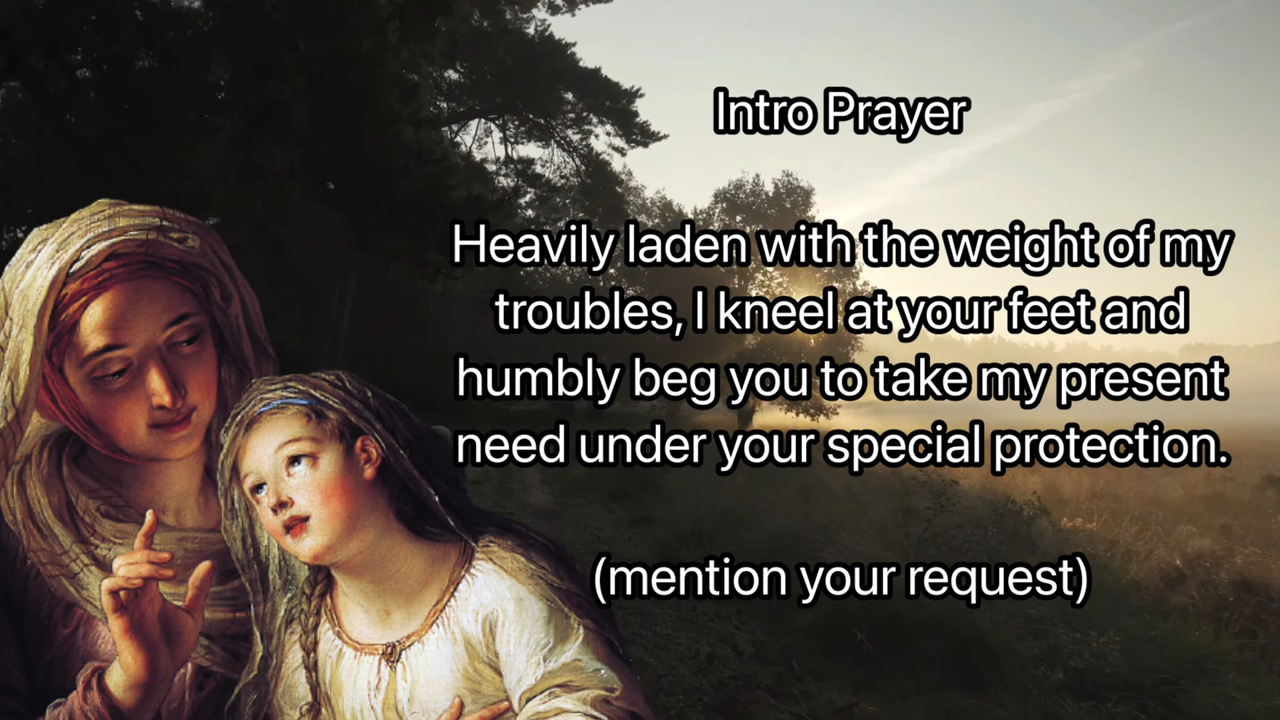 Intro Prayer
Heavily laden with the weight of my
troubles, I kneel at your feet and
humbly beg you to take my present
need under your special protection.
(mention your request)